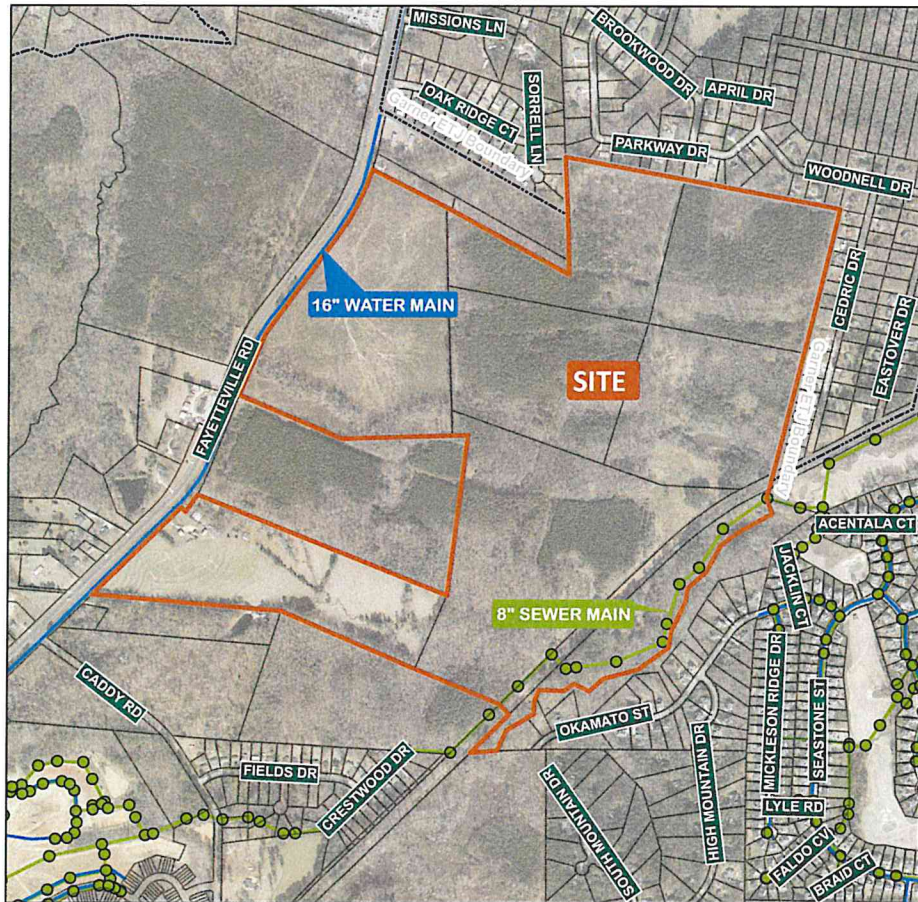 MISSIONS LN
BROOKWOOD DR
OAK RIDGE CT
SORRELL LN
APRIL DR
Garner ETJ Boundary
PARKWAY DR
WOODNELL DR
16" WATER MAIN
CEDRIC DR
EASTOVER DR
FAYETTEVILLE RD
SITE
Garner ETJ Boundary
ACENTALA CT
JACKLIN CT
8" SEWER MAIN
CADDY RD
MICKLESON RIDGE DR
SEASTONE ST
OKAMATO ST
FIELDS DR
CRESTWOOD DR
HIGH MOUNTAIN DR
SOUTH MOUNTAIN DR
LYLE RD
FALDO CV
BRAID CT